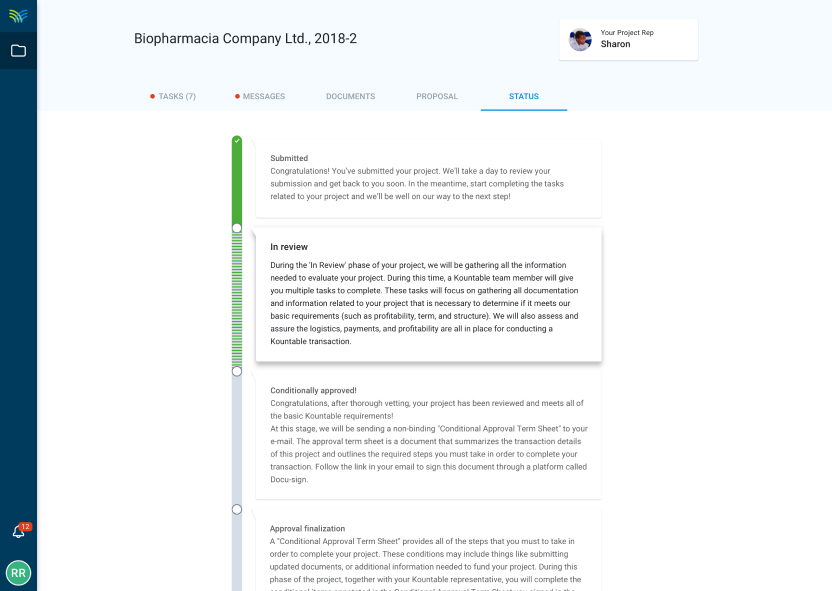 Biopharmacia Company Ltd., 2018-2
Your Project Rep
Sharon
TASKS (7)
MESSAGES
DOCUMENTS
PROPOSAL
STATUS
Submitted
Congratulations! You've submitted your project. We'll take a day to review your
submission and get back to you soon. In the meantime, start completing the tasks
related to your project and we'll be well on our way to the next step!
In review
During the 'In Review' phase of your project, we will be gathering all the information
needed to evaluate your project. During this time, a Kountable team member will give
you multiple tasks to complete. These tasks will focus on gathering all documentation
and information related to your project that is necessary to determine if it meets our
basic requirements (such as profitability, term, and structure). We will also assess and
assure the logistics, payments, and profitability are all in place for conducting a
Kountable transaction.
Conditionally approved!
Congratulations, after thorough vetting, your project has been reviewed and meets all of
the basic Kountable requirements!
At this stage, we will be sending a non-binding "Conditional Approval Term Sheet" to your
e-mail. The approval term sheet is a document that summarizes the transaction details
of this project and outlines the required steps you must take in order to complete your
transaction. Follow the link in your email to sign this document through a platform called
Docu-sign.
Approval finalization
A "Conditional Approval Term Sheet" provides all of the steps that you must to take in
order to complete your project. These conditions may include things like submitting
updated documents, or additional information needed to fund your project. During this
phase of the project, together with your Kountable representative, you will complete the
12
RR